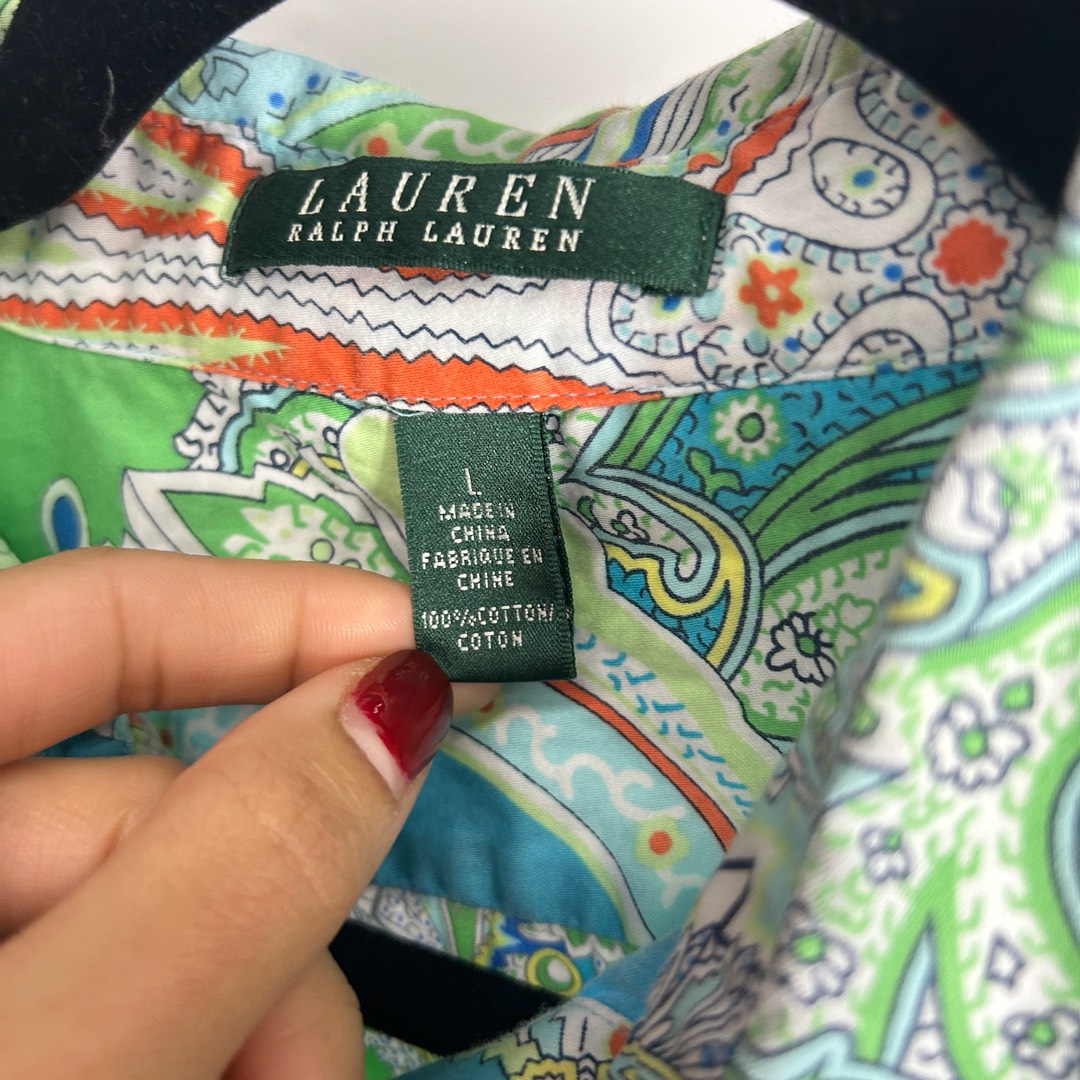 LAUREN
RALPH LAUREN
L
MADE IN
CHINA
FABRIQUE EN
CHINE
100%COTTON/
COTON